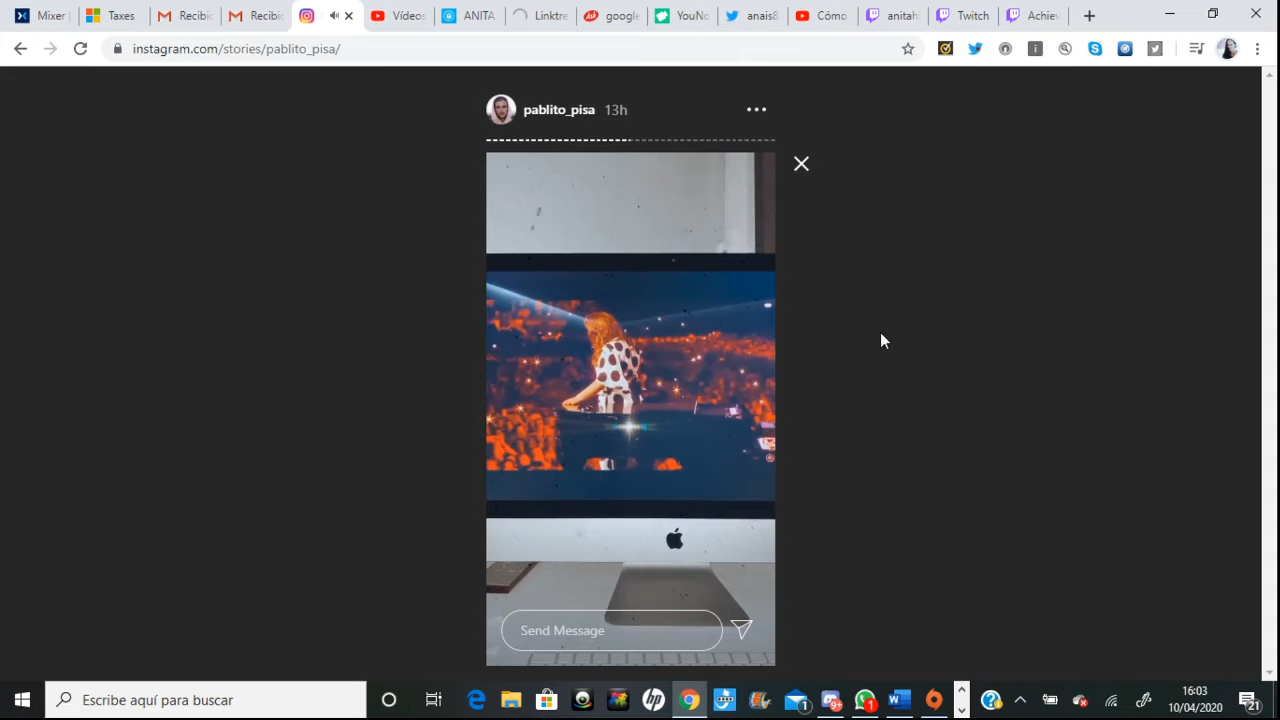 Mixer
Taxes
Recibid
Recibic
Vídeos
ANITA
Linktre
google
YouNo
anais8
Cómo
anitah
Twitch
Achiev
instagram.com/stories/pablito_pisa/
pablito_pisa 13h
Send Message
Escribe aquí para buscar
16:03
10/04/2020
21